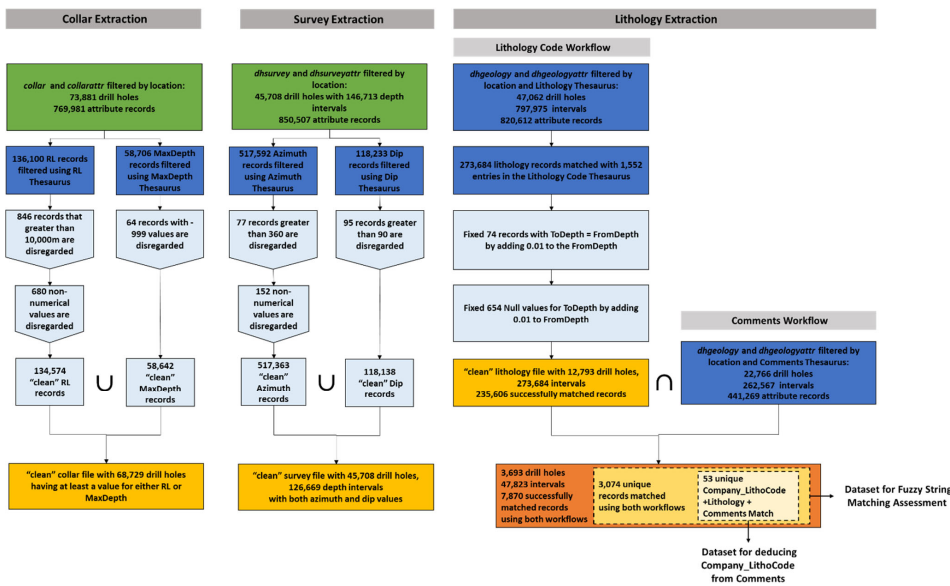 Collar Extraction
collar and collarattr filtered by location:
73,881 drill holes
769,981 attribute records
136,100 RL records
filtered using RL
Thesaurus
58,706 MaxDepth
records filtered
using MaxDepth
Thesaurus
846 records that
greater than
10,000m are
disregarded
64 records with -
999 values are
disregarded
680 non-
numerical
values are
disregarded
134,574
“clean” RL
records
∪
58,642
“clean”
MaxDepth
records
“clean” collar file with 68,729 drill holes
having at least a value for either RL or
MaxDepth
Survey Extraction
dhsurvey and dhsurveyattr filtered by
location:
45,708 drill holes with 146,713 depth
intervals
850,507 attribute records
517,592 Azimuth
records filtered
using Azimuth
Thesaurus
118,233 Dip
records filtered
using Dip
Thesaurus
77 records
greater than 360
are disregarded
95 records
greater than 90 are
disregarded
152 non-
numerical
values are
disregarded
517,363
“clean”
Azimuth
records
∪
118,138
“clean” Dip
records
“clean” survey file with 45,708 drill holes,
126,669 depth intervals
with both azimuth and dip values
Lithology Extraction
Lithology Code Workflow
dhgeology and dhgeologyattr filtered by
location and Lithology Thesaurus:
47,062 drill holes
797,975 intervals
820,612 attribute records
273,684 lithology records matched with 1,552
entries in the Lithology Code Thesaurus
Fixed 74 records with ToDepth = FromDepth
by adding 0.01 to the FromDepth
Fixed 654 Null values for ToDepth by adding
0.01 to FromDepth
“clean” lithology file with 12,793 drill holes,
273,684 intervals
235,606 successfully matched records
∩
Comments Workflow
dhgeology and dhgeologyattr filtered by
location and Comments Thesaurus:
22,766 drill holes
262,567 intervals
441,269 attribute records
3,693 drill holes
47,823 intervals
7,870 successfully
matched records
using both workflows
3,074 unique
records matched
using both workflows
53 unique
Company_LithoCode
+Lithology +
Comments Match
Dataset for Fuzzy String
Matching Assessment
Dataset for deducing
Company_LithoCode
from Comments